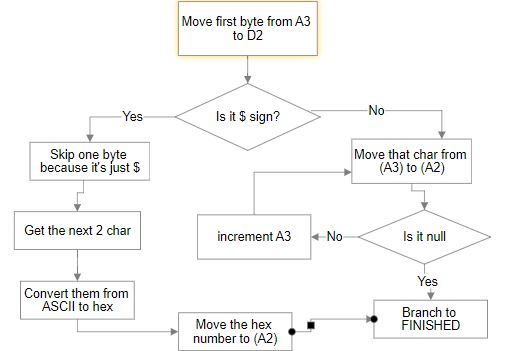 Move first byte from A3
to D2
Is it $ sign?
Yes
No
Skip one byte
because it's just $
Move that char from
(A3) to (A2)
Get the next 2 char
increment A3
No
Is it null
Yes
Convert them from
ASCII to hex
Move the hex
number to (A2)
Branch to
FINISHED